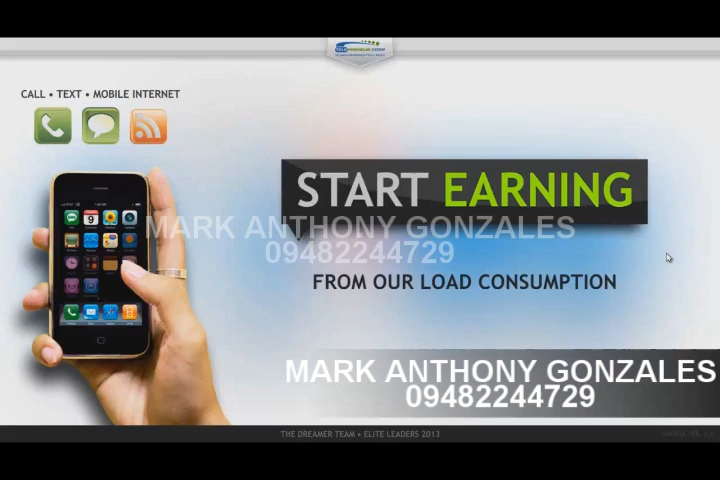 CALL • TEXT • MOBILE INTERNET
START EARNING
MARK ANTHONY GONZALES
09482244729
FROM OUR LOAD CONSUMPTION
MARK ANTHONY GONZALES
09482244729
THE DREAMER TEAM • ELITE LEADERS 2013